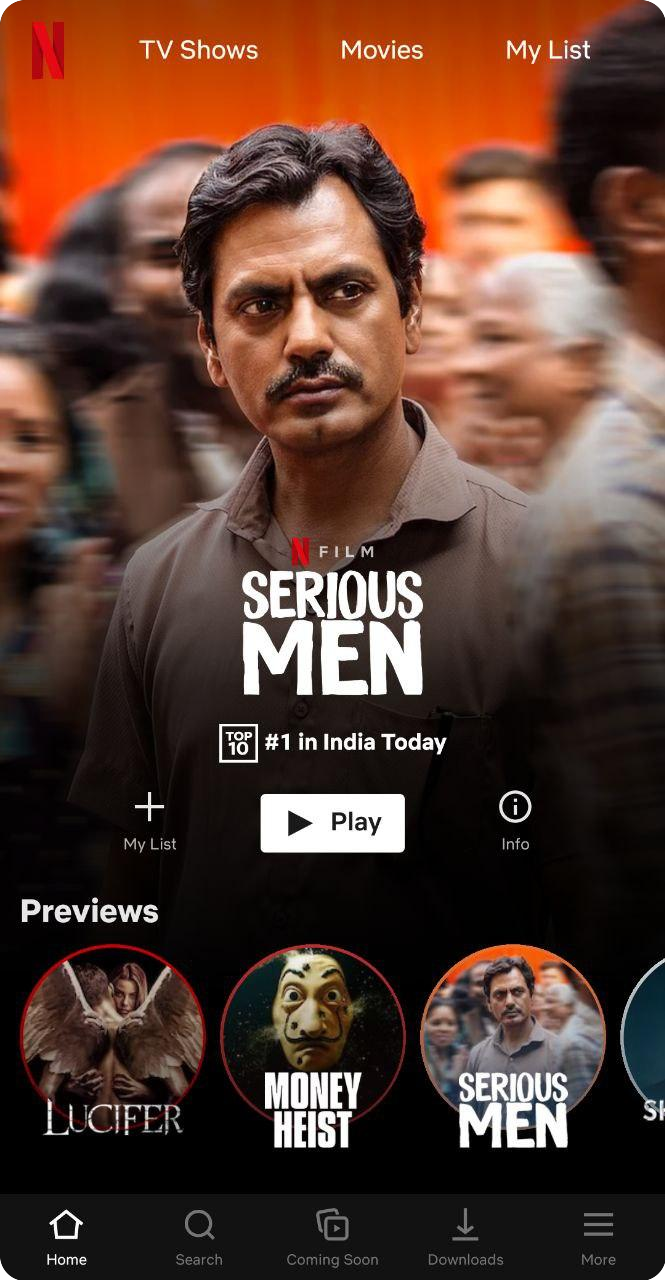 N
TV Shows Movies My List
N FILM
SERIOUS
MEN
TOP
10
#1 in India Today
My List
Play
Info
Previews
LUCIFER
MONEY
HEIST
SERIOUS
MEN
Home Search Coming Soon Downloads More